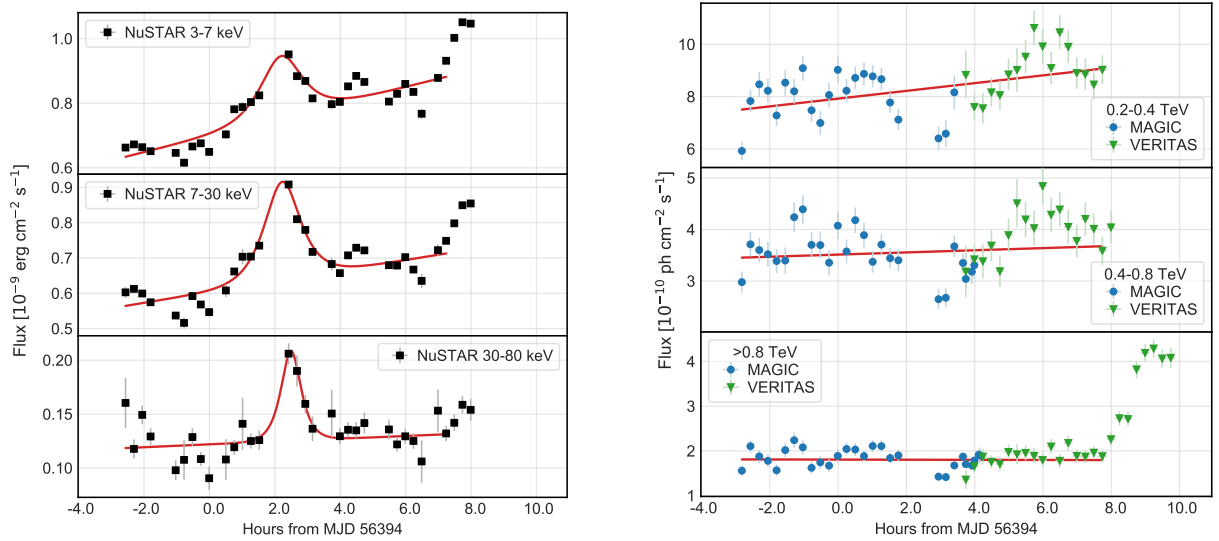 NuSTAR 3-7 keV
1.0
0.8
0.6
NuSTAR 7-30 keV
0.9
0.8
0.7
0.6
0.5
NuSTAR 30-80 keV
0.20
0.15
0.10
Flux [10⁻⁹ erg cm⁻² s⁻¹]
-4.0 -2.0 0.0 2.0 4.0 6.0 8.0 10.0
Hours from MJD 56394
0.2-0.4 TeV
MAGIC
VERITAS
10
8
6
0.4-0.8 TeV
MAGIC
VERITAS
5
4
3
>0.8 TeV
MAGIC
VERITAS
4
3
2
1
Flux [10⁻¹⁰ ph cm⁻² s⁻¹]
-4.0 -2.0 0.0 2.0 4.0 6.0 8.0 10.0
Hours from MJD 56394